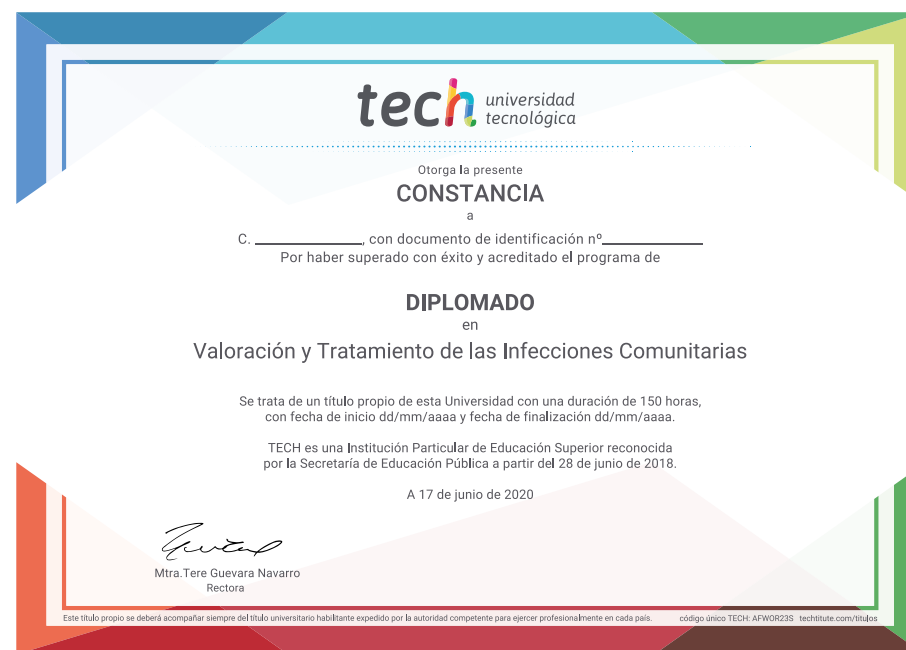 tech universidad
tecnológica
Otorga la presente
CONSTANCIA
a
C. ____________, con documento de identificación nº____________
Por haber superado con éxito y acreditado el programa de
DIPLOMADO
en
Valoración y Tratamiento de las Infecciones Comunitarias
Se trata de un título propio de esta Universidad con una duración de 150 horas,
con fecha de inicio dd/mm/aaaa y fecha de finalización dd/mm/aaaa.
TECH es una Institución Particular de Educación Superior reconocida
por la Secretaría de Educación Pública a partir del 28 de junio de 2018.
A 17 de junio de 2020
Mtra.Tere Guevara Navarro
Rectora
Este título propio se deberá acompañar siempre del título universitario habilitante expedido por la autoridad competente para ejercer profesionalmente en cada país. código único TECH: AFWOR23S techtitute.com/titulos